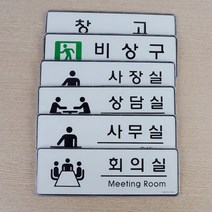 창 고
비 상 구
사 장 실
상 담 실
사 무 실
회 의 실
Meeting Room